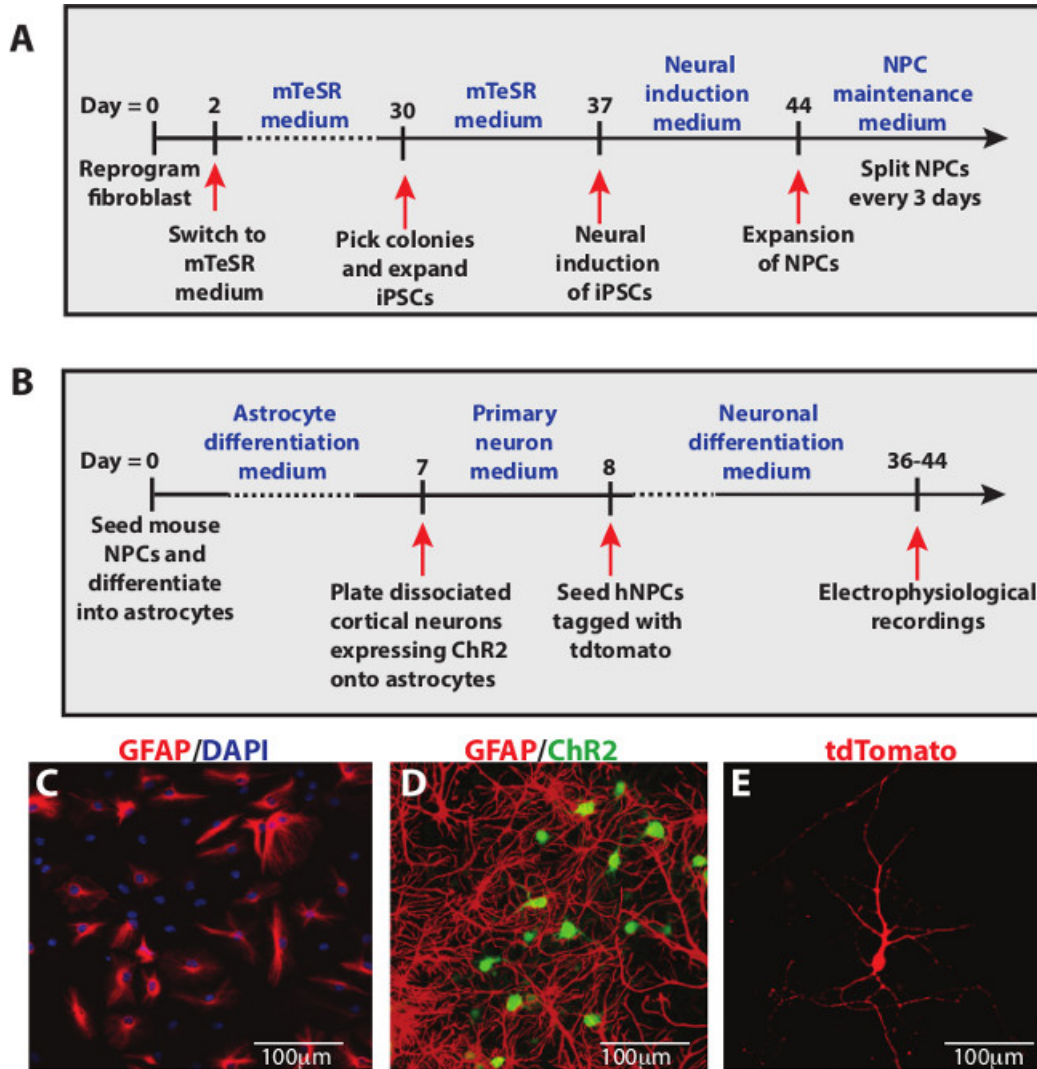 A
Day = 0
2
mTeSR
medium
30
mTeSR
medium
37
Neural
induction
medium
44
NPC
maintenance
medium
Reprogram
fibroblast
Switch to
mTeSR
medium
Pick colonies
and expand
iPSCs
Neural
induction
of iPSCs
Expansion
of NPCs
Split NPCs
every 3 days
B
Day = 0
Astrocyte
differentiation
medium
7
Primary
neuron
medium
8
Neuronal
differentiation
medium
36-44
Seed mouse
NPCs and
differentiate
into astrocytes
Plate dissociated
cortical neurons
expressing ChR2
onto astrocytes
Seed hNPCs
tagged with
tdtomato
Electrophysiological
recordings
GFAP/DAPI
C
100µm
GFAP/ChR2
D
100µm
tdTomato
E
100µm